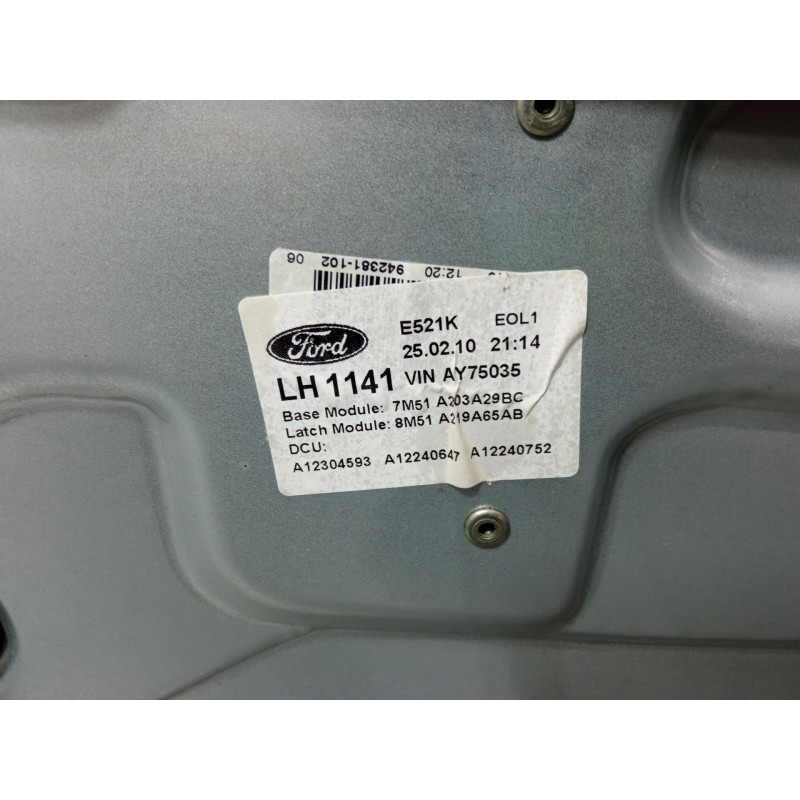 942381-102 06
12:20
Ford
E521K EOL1
25.02.10 21:14
LH 1141 VIN AY75035
Base Module: 7M51 A203A29BC
Latch Module: 8M51 A219A65AB
DCU:
A12304593 A12240647 A12240752